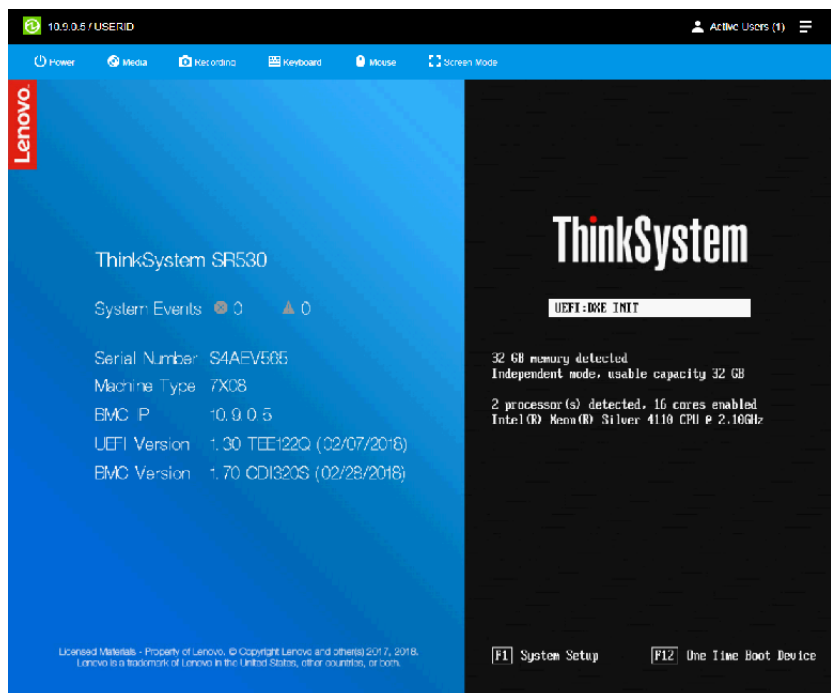 10.9.0.5 / USERID
Active Users (1)
Power
Media
Recording
Keyboard
Mouse
Screen Mode
Lenovo.
ThinkSystem SR530
System Events 0 0
Serial Number S4AEV565
Machine Type 7X08
BMC IP 10.9.0.5
UEFI Version 1.30 TEE122Q (02/07/2018)
BMC Version 1.70 CDI320S (02/28/2018)
Licensed Materials - Property of Lenovo. © Copyright Lenovo and other(s) 2017, 2018.
Lenovo is a trademark of Lenovo in the United States, other countries, or both.
ThinkSystem
UEFI:DXE INIT
32 GB memory detected
Independent mode, usable capacity 32 GB
2 processor(s) detected, 16 cores enabled
Intel(R) Xeon(R) Silver 4110 CPU @ 2.10GHz
F1 System Setup
F12 One Time Boot Device